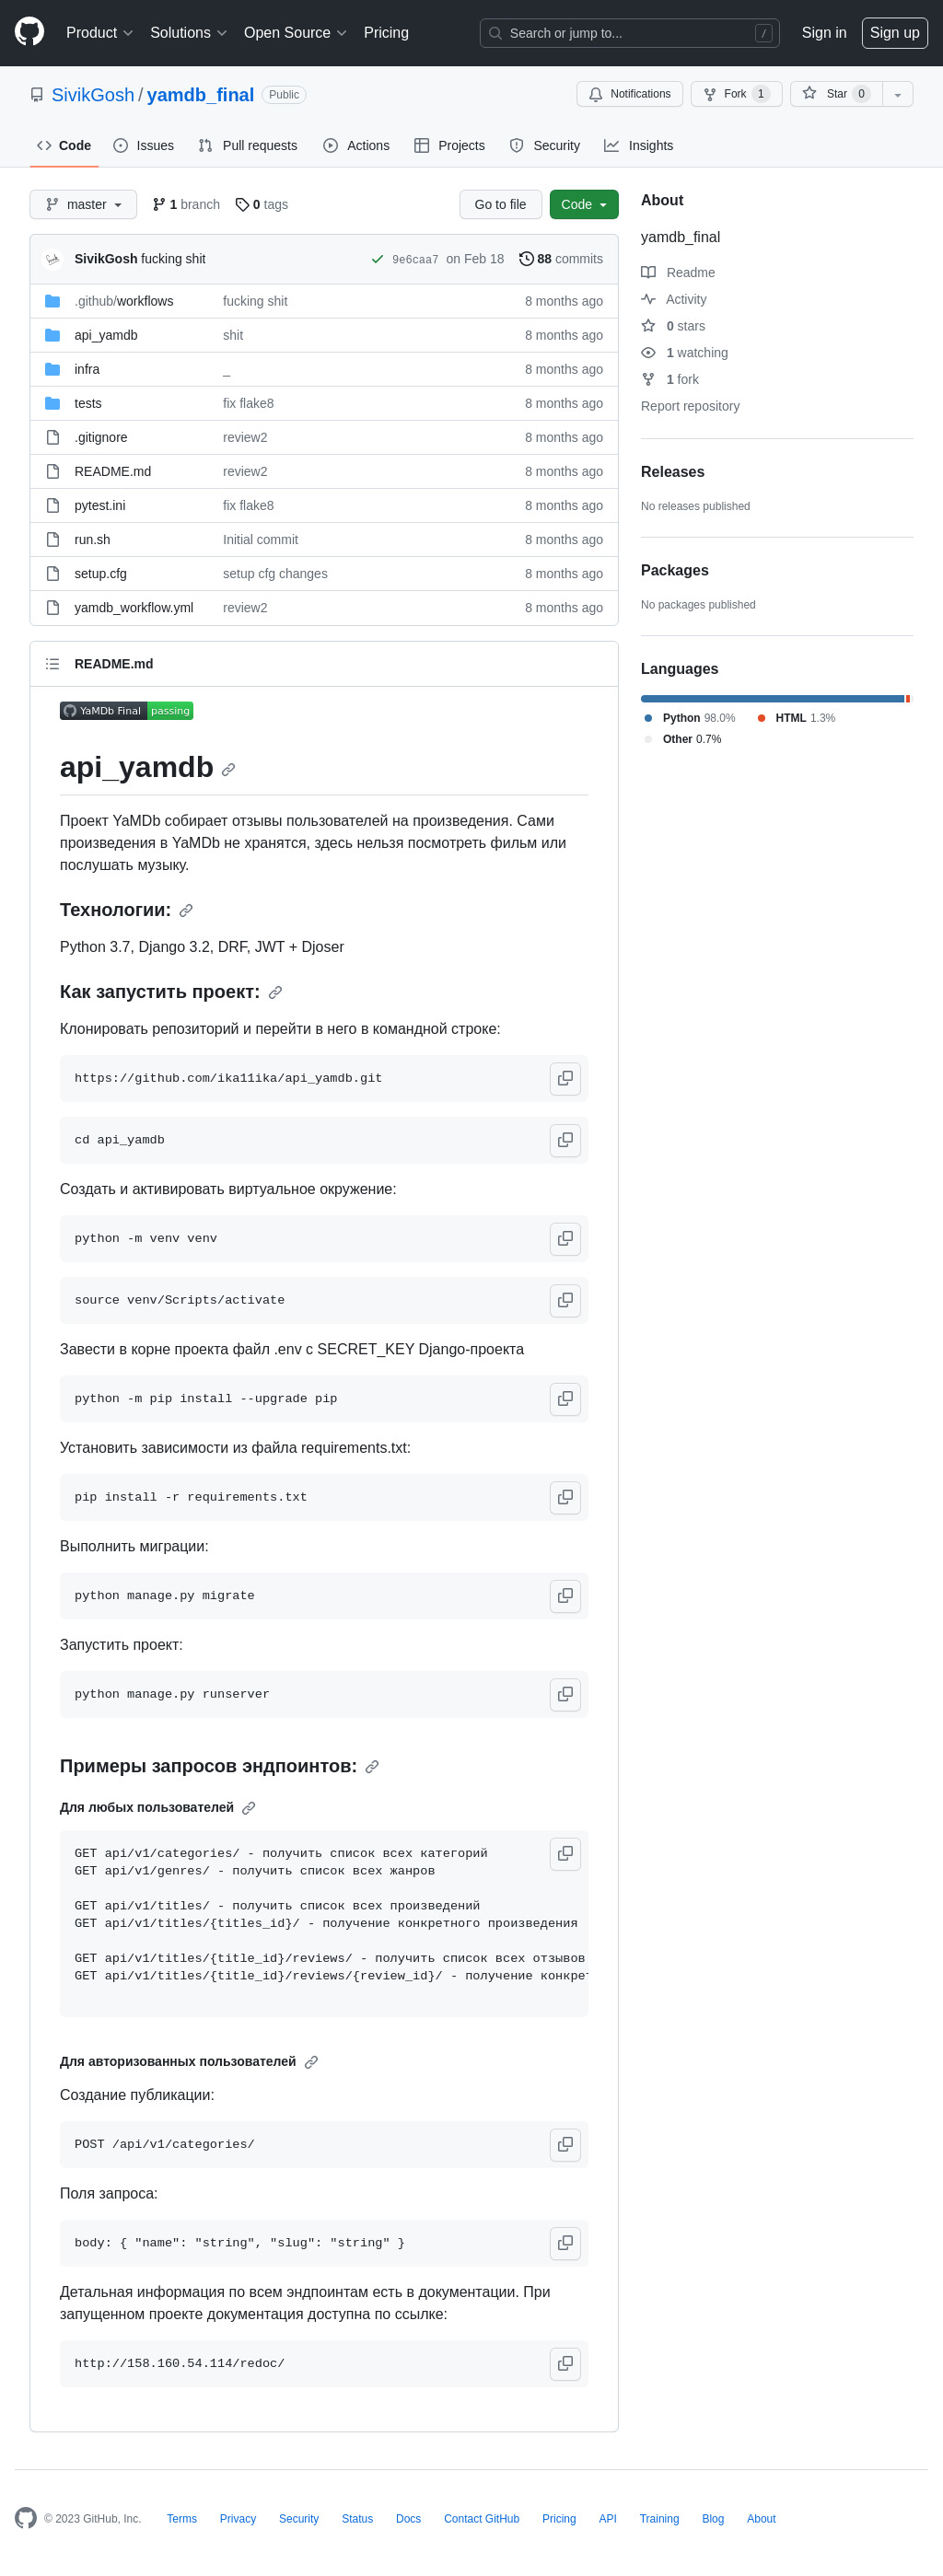 Product Solutions Open Source Pricing Search or jump to... / Sign in Sign up
SivikGosh / yamdb_final Public Notifications Fork 1 Star 0
Code Issues Pull requests Actions Projects Security Insights
master 1 branch 0 tags Go to file Code
SivikGosh fucking shit 9e6caa7 on Feb 18 88 commits
.github/workflows fucking shit 8 months ago
api_yamdb shit 8 months ago
infra _ 8 months ago
tests fix flake8 8 months ago
.gitignore review2 8 months ago
README.md review2 8 months ago
pytest.ini fix flake8 8 months ago
run.sh Initial commit 8 months ago
setup.cfg setup cfg changes 8 months ago
yamdb_workflow.yml review2 8 months ago
README.md
YaMDb Final passing
api_yamdb
Проект YaMDb собирает отзывы пользователей на произведения. Сами
произведения в YaMDb не хранятся, здесь нельзя посмотреть фильм или
послушать музыку.
Технологии:
Python 3.7, Django 3.2, DRF, JWT + Djoser
Как запустить проект:
Клонировать репозиторий и перейти в него в командной строке:
https://github.com/ika11ika/api_yamdb.git
cd api_yamdb
Создать и активировать виртуальное окружение:
python -m venv venv
source venv/Scripts/activate
Завести в корне проекта файл .env с SECRET_KEY Django-проекта
python -m pip install --upgrade pip
Установить зависимости из файла requirements.txt:
pip install -r requirements.txt
Выполнить миграции:
python manage.py migrate
Запустить проект:
python manage.py runserver
Примеры запросов эндпоинтов:
Для любых пользователей
GET api/v1/categories/ - получить список всех категорий
GET api/v1/genres/ - получить список всех жанров
GET api/v1/titles/ - получить список всех произведений
GET api/v1/titles/{titles_id}/ - получение конкретного произведения
GET api/v1/titles/{title_id}/reviews/ - получить список всех отзывов
GET api/v1/titles/{title_id}/reviews/{review_id}/ - получение конкрет
Для авторизованных пользователей
Создание публикации:
POST /api/v1/categories/
Поля запроса:
body: { "name": "string", "slug": "string" }
Детальная информация по всем эндпоинтам есть в документации. При
запущенном проекте документация доступна по ссылке:
http://158.160.54.114/redoc/
About
yamdb_final
Readme
Activity
0 stars
1 watching
1 fork
Report repository
Releases
No releases published
Packages
No packages published
Languages
Python 98.0% HTML 1.3%
Other 0.7%
© 2023 GitHub, Inc. Terms Privacy Security Status Docs Contact GitHub Pricing API Training Blog About